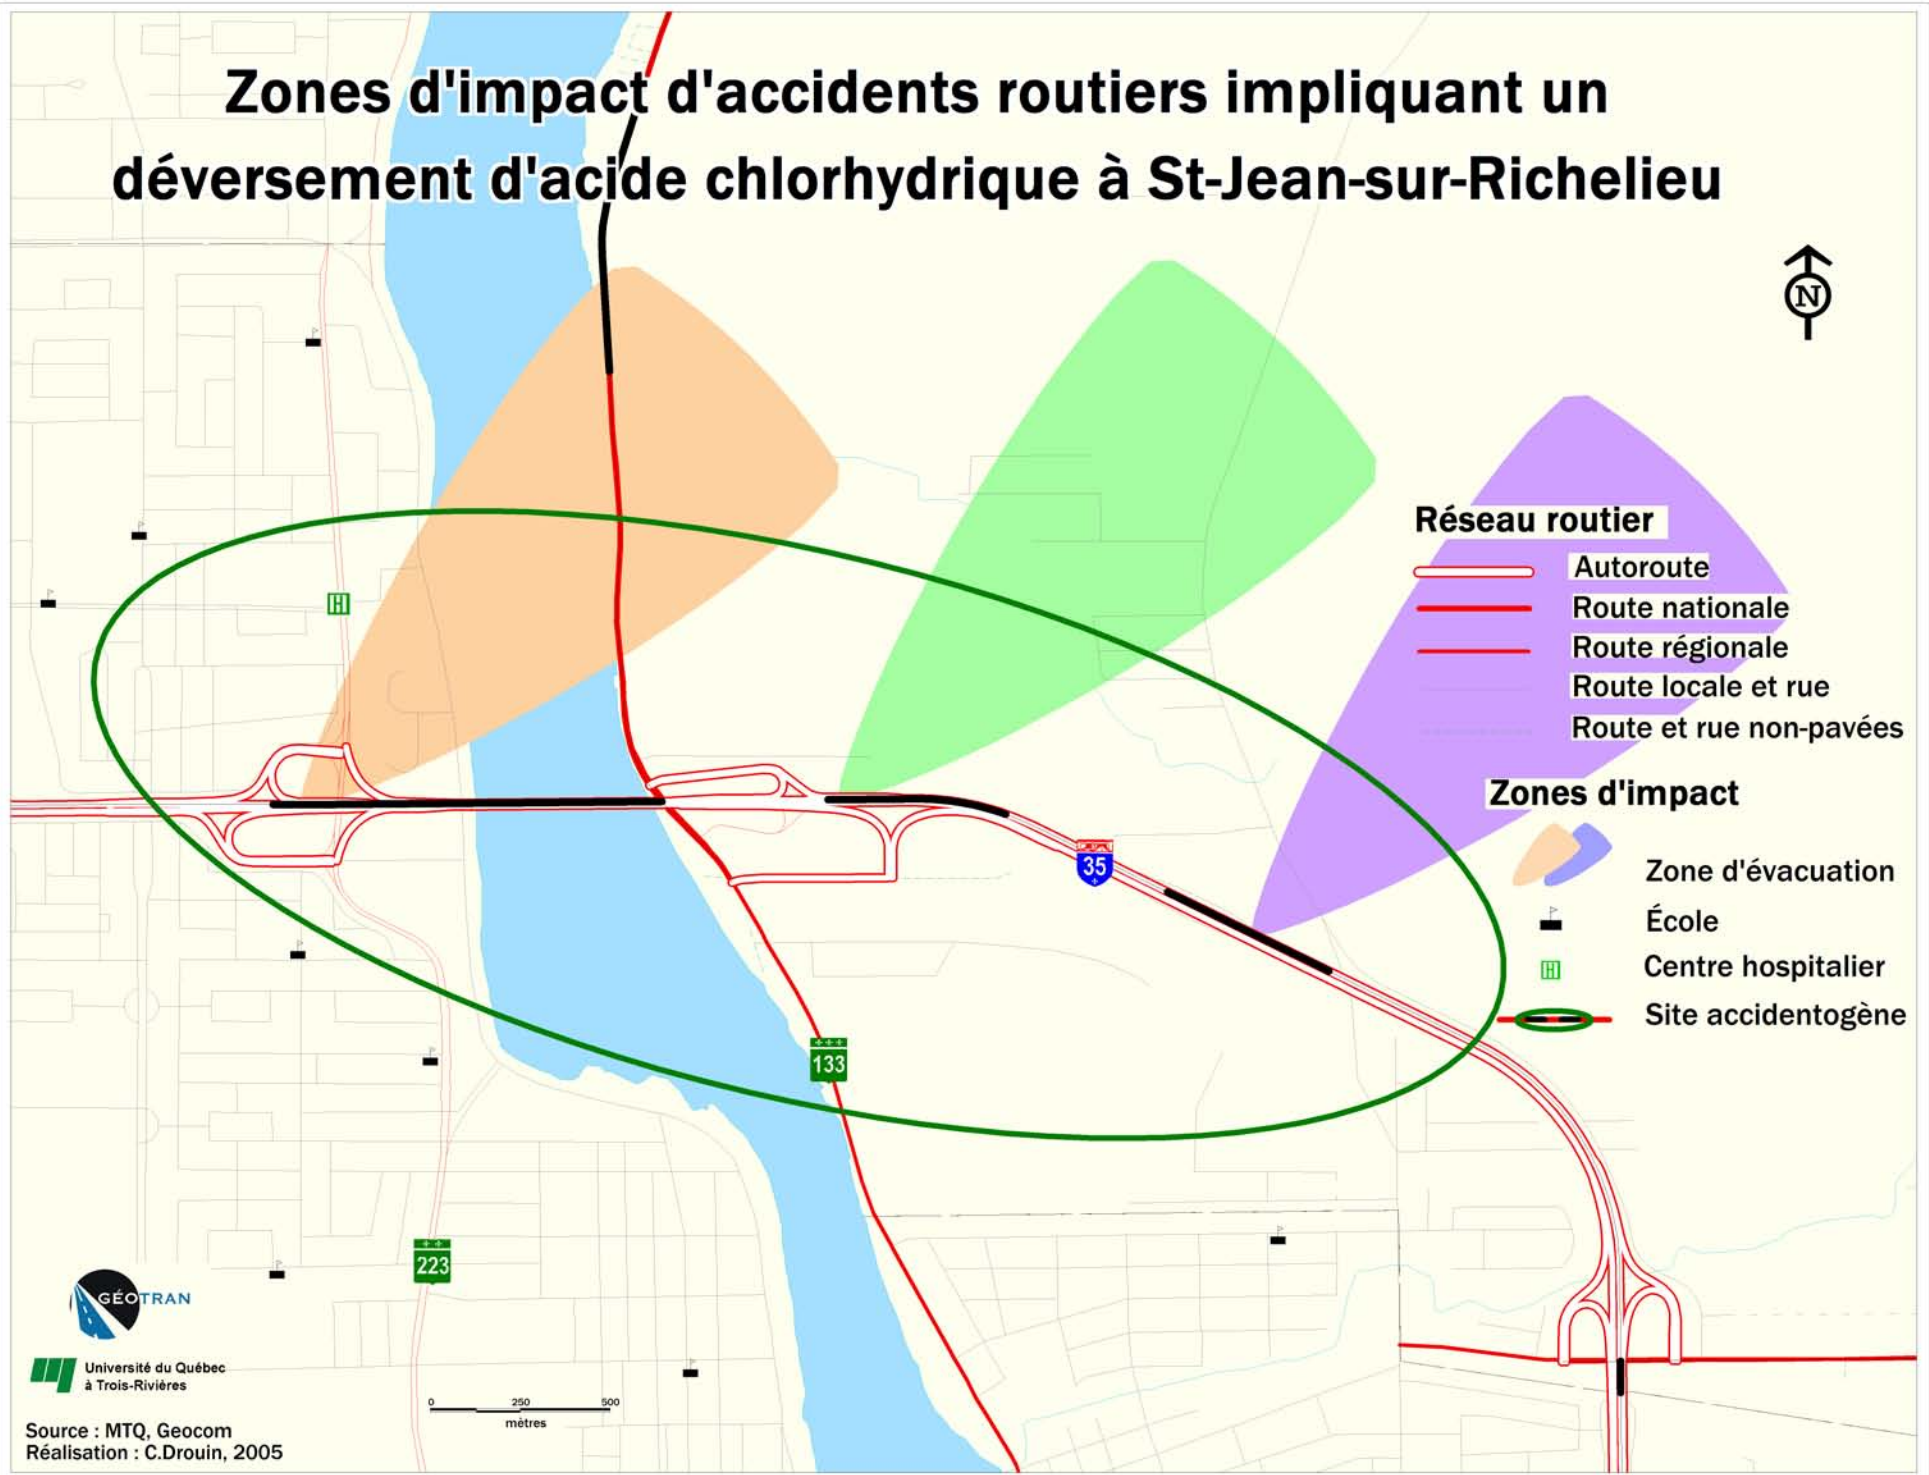 Zones d'impact d'accidents routiers impliquant un
déversement d'acide chlorhydrique à St-Jean-sur-Richelieu
N
Réseau routier
Autoroute
Route nationale
Route régionale
Route locale et rue
Route et rue non-pavées
Zones d'impact
Zone d'évacuation
École
H
Centre hospitalier
Site accidentogène
H
35
133
223
GÉOTRAN
Université du Québec
à Trois-Rivières
0 250 500
mètres
Source : MTQ, Geocom
Réalisation : C.Drouin, 2005